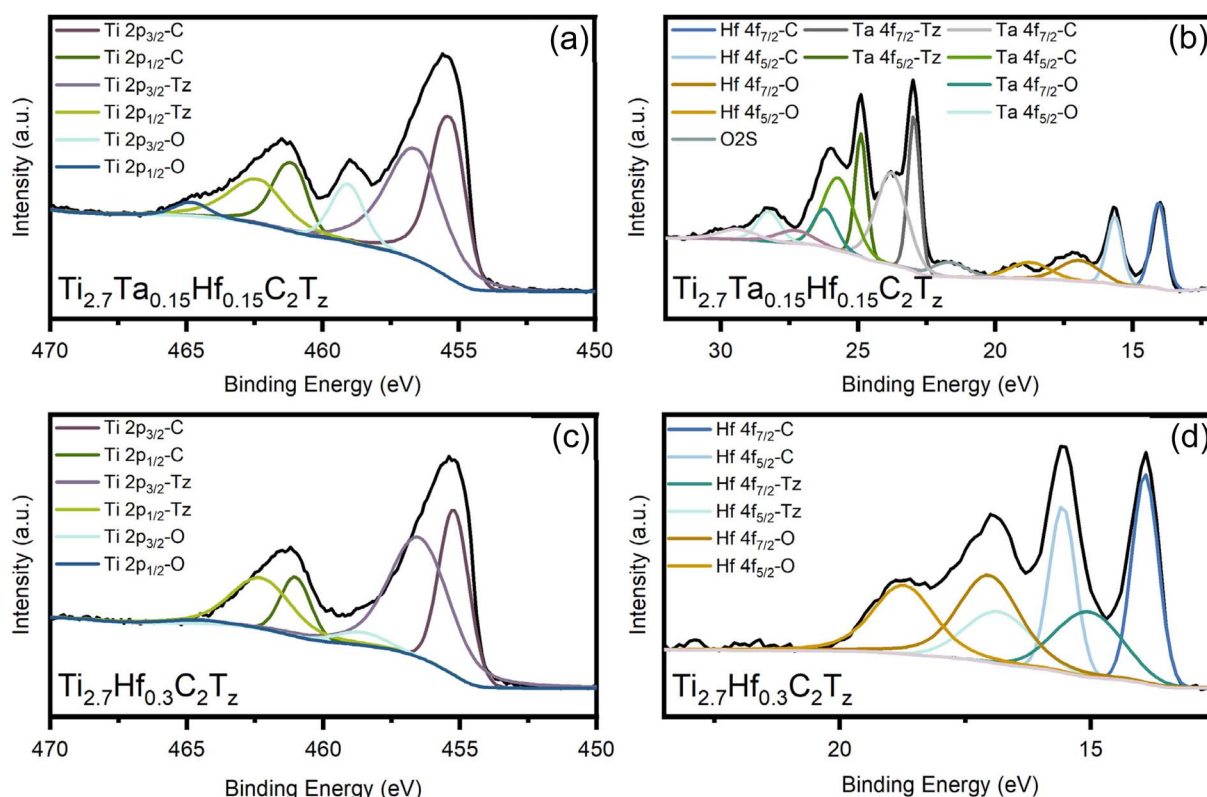 (a)
Ti 2p3/2-C
Ti 2p1/2-C
Ti 2p3/2-Tz
Ti 2p1/2-Tz
Ti 2p3/2-O
Ti 2p1/2-O
Ti2.7Ta0.15Hf0.15C2Tz
Intensity (a.u.)
470 465 460 455 450
Binding Energy (eV)
(b)
Hf 4f7/2-C Ta 4f7/2-Tz Ta 4f7/2-C
Hf 4f5/2-C Ta 4f5/2-Tz Ta 4f5/2-C
Hf 4f7/2-O Ta 4f7/2-O
Hf 4f5/2-O Ta 4f5/2-O
O2S
Ti2.7Ta0.15Hf0.15C2Tz
Intensity (a.u.)
30 25 20 15
Binding Energy (eV)
(c)
Ti 2p3/2-C
Ti 2p1/2-C
Ti 2p3/2-Tz
Ti 2p1/2-Tz
Ti 2p3/2-O
Ti 2p1/2-O
Ti2.7Hf0.3C2Tz
Intensity (a.u.)
470 465 460 455 450
Binding Energy (eV)
(d)
Hf 4f7/2-C
Hf 4f5/2-C
Hf 4f7/2-Tz
Hf 4f5/2-Tz
Hf 4f7/2-O
Hf 4f5/2-O
Ti2.7Hf0.3C2Tz
Intensity (a.u.)
20 15
Binding Energy (eV)